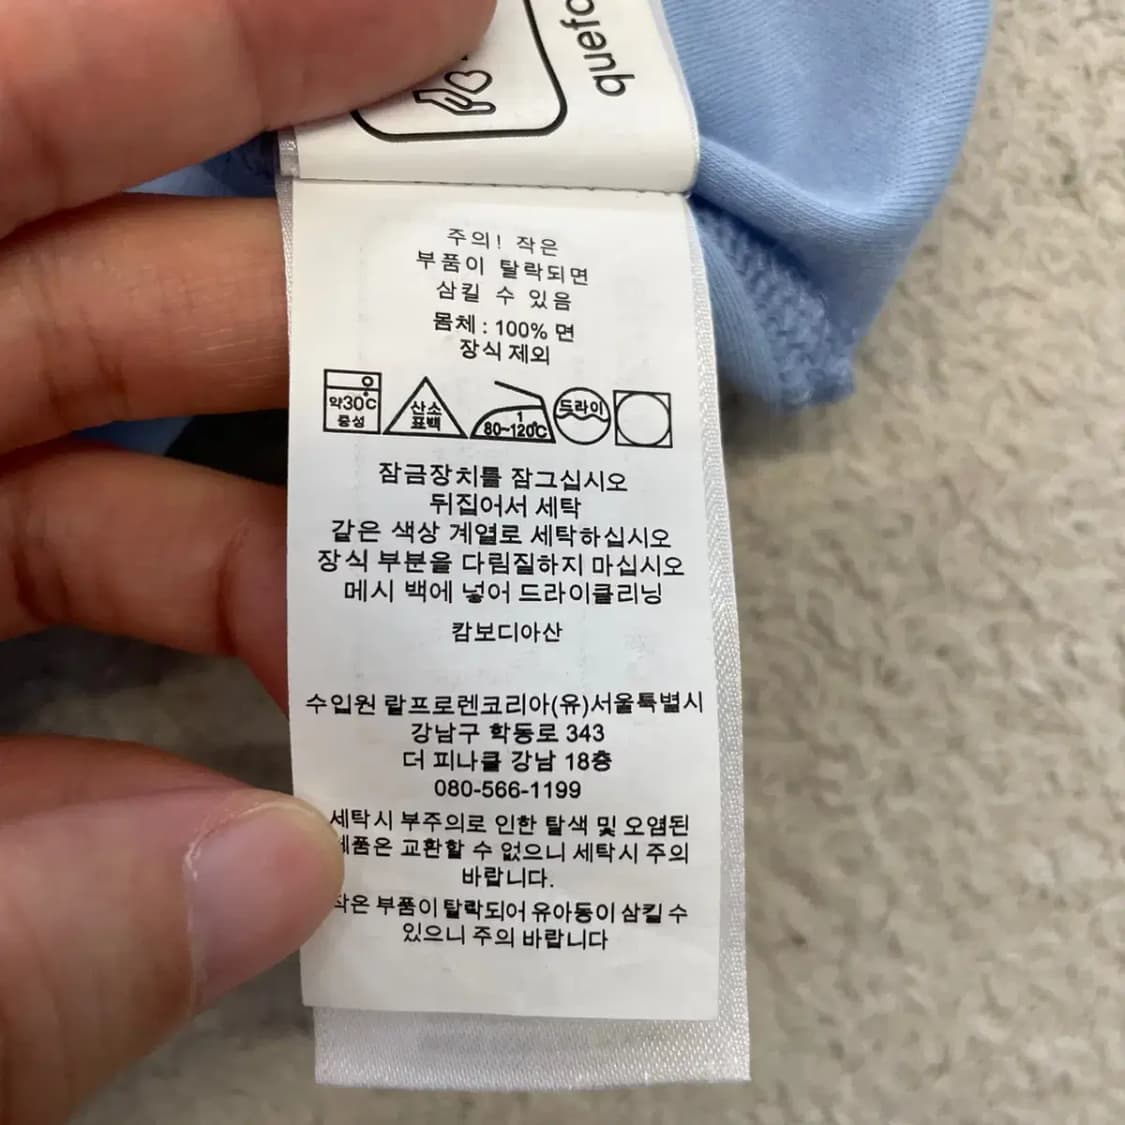 주의! 작은
부품이 탈락되면
삼킬 수 있음
몸체 : 100% 면
장식 제외
약30℃
중성
산소
표백
1
80~120℃
드라이
잠금장치를 잠그십시오
뒤집어서 세탁
같은 색상 계열로 세탁하십시오
장식 부분을 다림질하지 마십시오
메시 백에 넣어 드라이클리닝
캄보디아산
수입원 랄프로렌코리아(유)서울특별시
강남구 학동로 343
더 피나클 강남 18층
080-566-1199
세탁시 부주의로 인한 탈색 및 오염된
제품은 교환할 수 없으니 세탁시 주의
바랍니다.
작은 부품이 탈락되어 유아동이 삼킬 수
있으니 주의 바랍니다